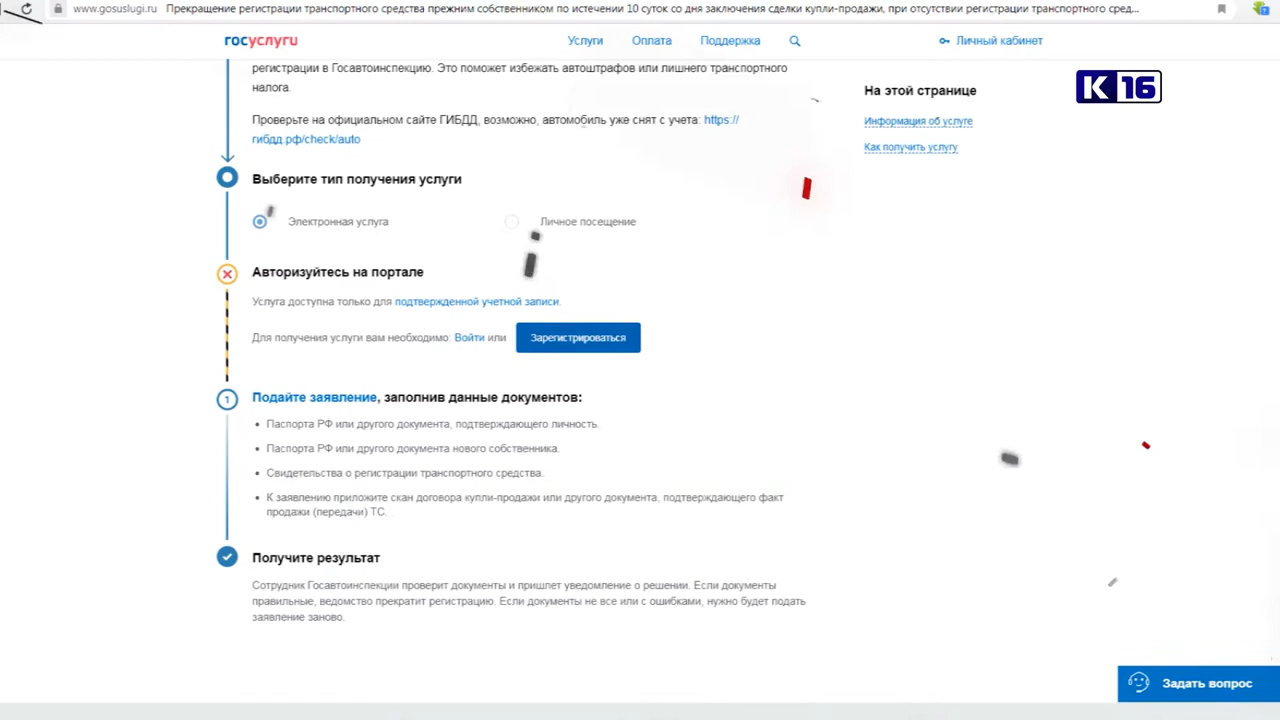 www.gosuslugi.ru Прекращение регистрации транспортного средства прежним собственником по истечении 10 суток со дня заключения сделки купли-продажи, при отсутствии регистрации транспортного сред...
госуслуги Услуги Оплата Поддержка Личный кабинет
регистрации в Госавтоинспекцию. Это поможет избежать автоштрафов или лишнего транспортного
налога.
Проверьте на официальном сайте ГИБДД, возможно, автомобиль уже снят с учета: https://
гибдд.рф/check/auto
Выберите тип получения услуги
Электронная услуга Личное посещение
Авторизуйтесь на портале
Услуга доступна только для подтвержденной учетной записи.
Для получения услуги вам необходимо: Войти или Зарегистрироваться
1 Подайте заявление, заполнив данные документов:
• Паспорта РФ или другого документа, подтверждающего личность.
• Паспорта РФ или другого документа нового собственника.
• Свидетельства о регистрации транспортного средства.
• К заявлению приложите скан договора купли-продажи или другого документа, подтверждающего факт
продажи (передачи) ТС.
Получите результат
Сотрудник Госавтоинспекции проверит документы и пришлет уведомление о решении. Если документы
правильные, ведомство прекратит регистрацию. Если документы не все или с ошибками, нужно будет подать
заявление заново.
К 16
На этой странице
Информация об услуге
Как получить услугу
Задать вопрос